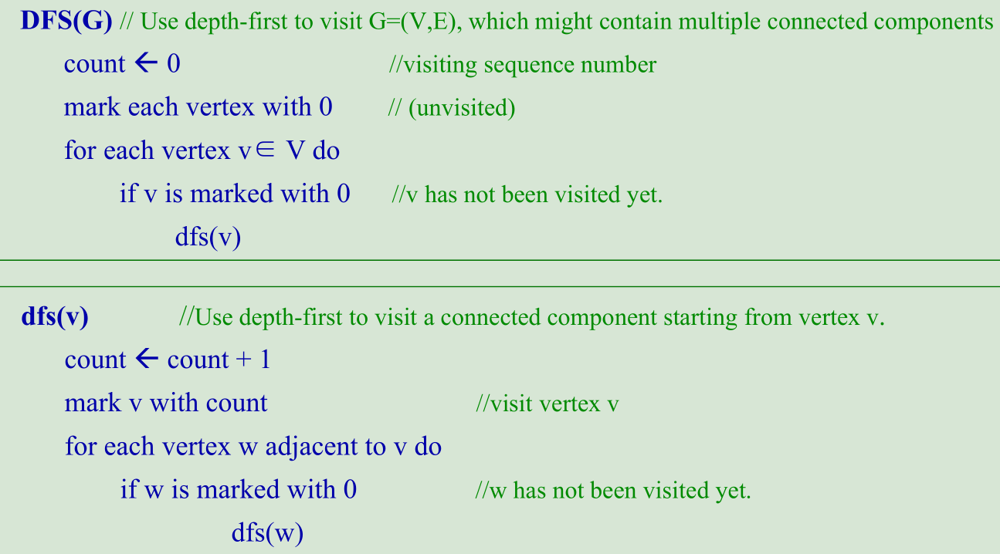 DFS(G) // Use depth-first to visit G=(V,E), which might contain multiple connected components
count ← 0 //visiting sequence number
mark each vertex with 0 // (unvisited)
for each vertex v∈ V do
if v is marked with 0 //v has not been visited yet.
dfs(v)
dfs(v) //Use depth-first to visit a connected component starting from vertex v.
count ← count + 1
mark v with count //visit vertex v
for each vertex w adjacent to v do
if w is marked with 0 //w has not been visited yet.
dfs(w)